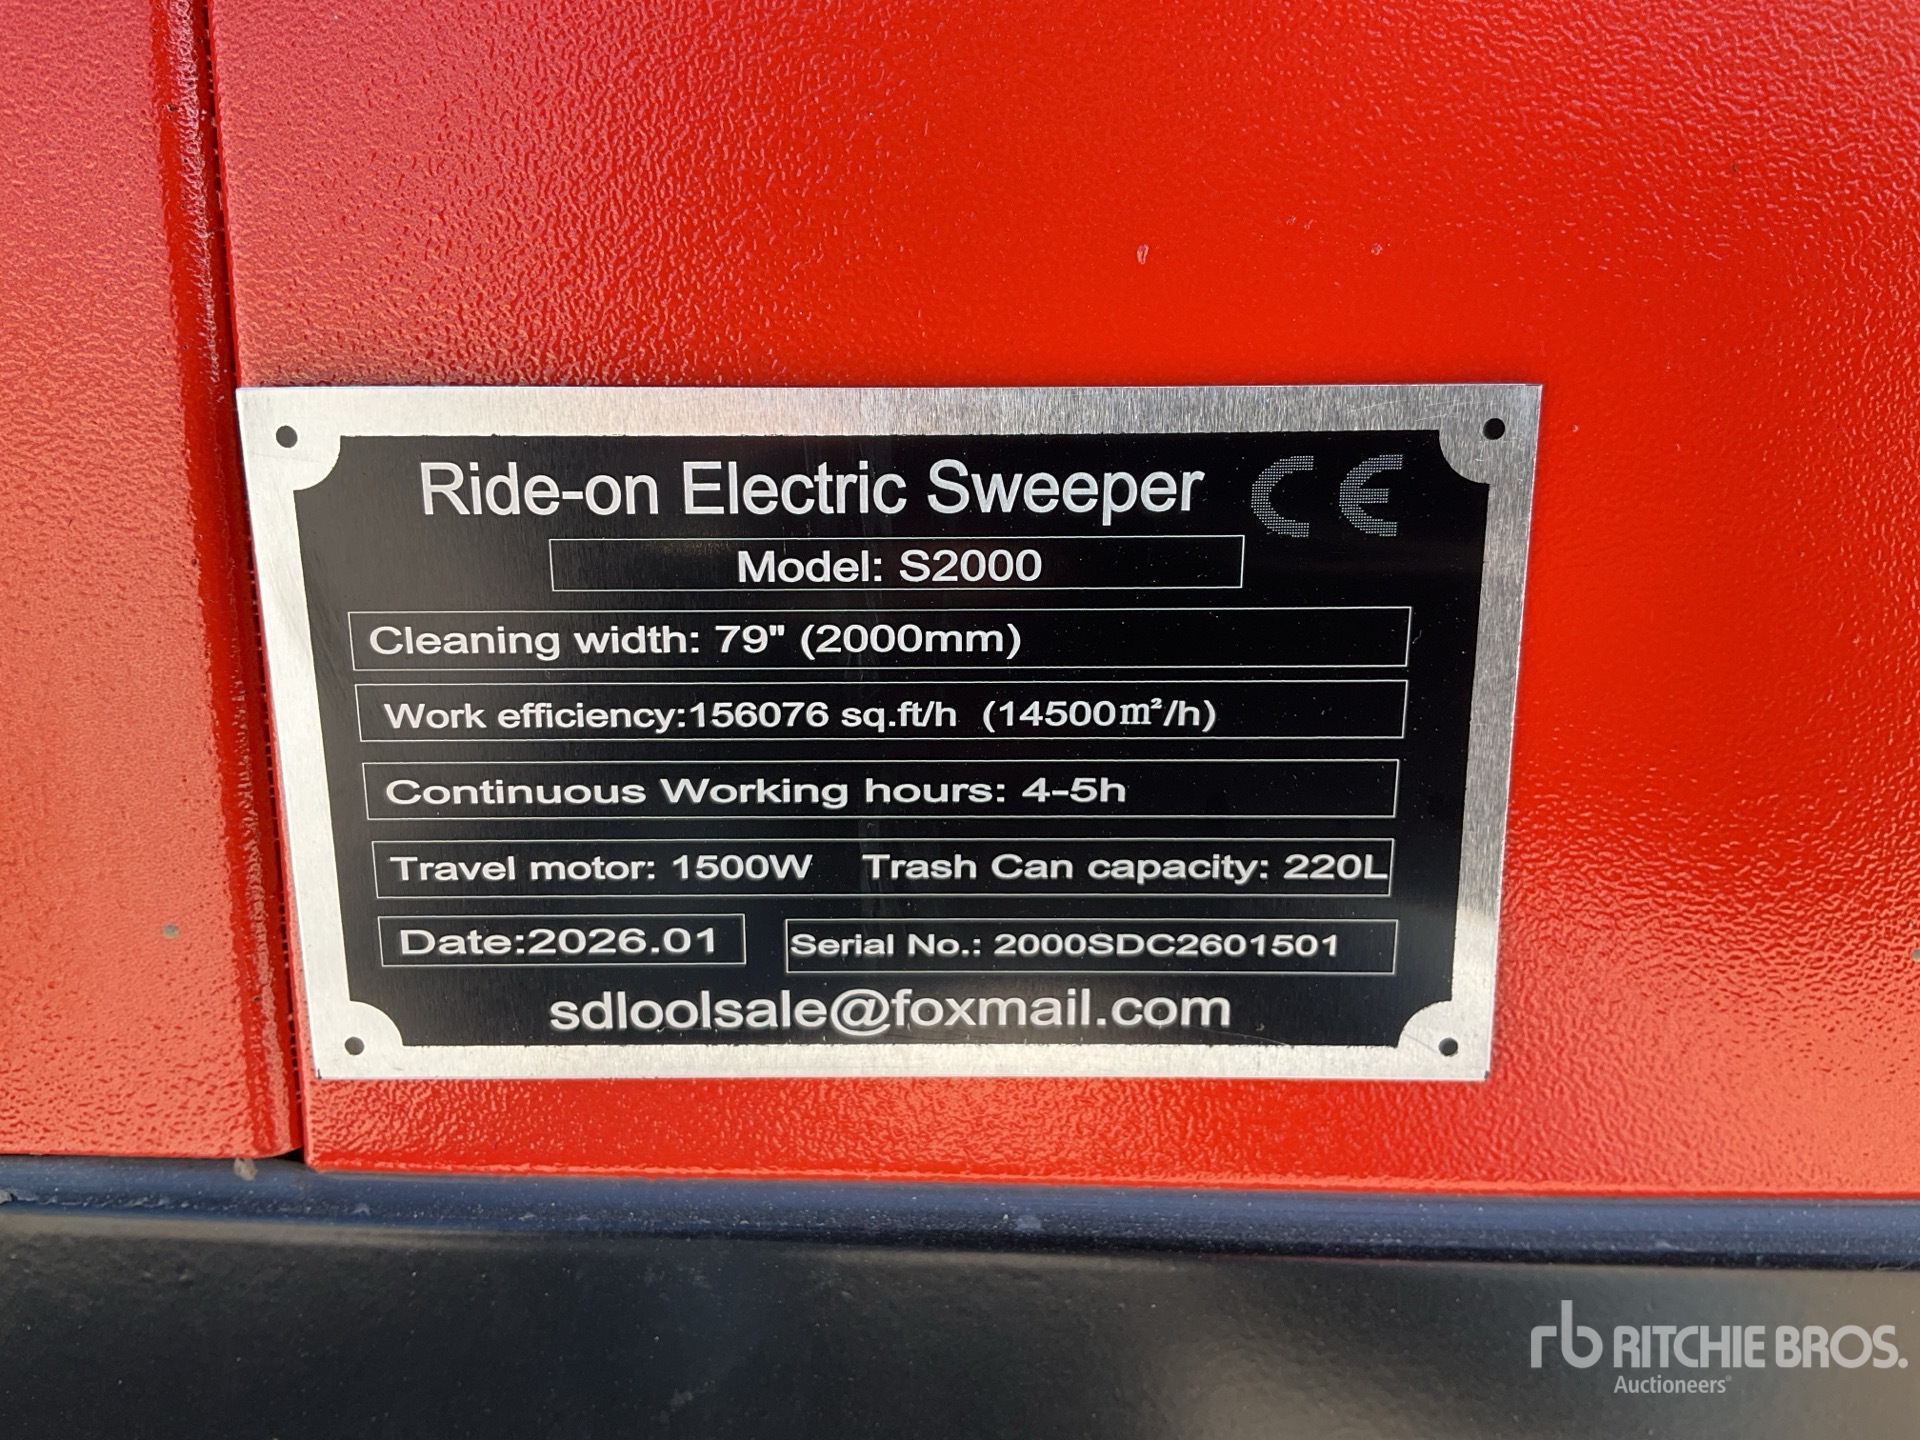 Ride-on Electric Sweeper CE
Model: S2000
Cleaning width: 79" (2000mm)
Work efficiency:156076 sq.ft/h (14500m²/h)
Continuous Working hours: 4-5h
Travel motor: 1500W Trash Can capacity: 220L
Date:2026.01 Serial No.: 2000SDC2601501
sdloolsale@foxmail.com
rb RITCHIE BROS.
Auctioneers